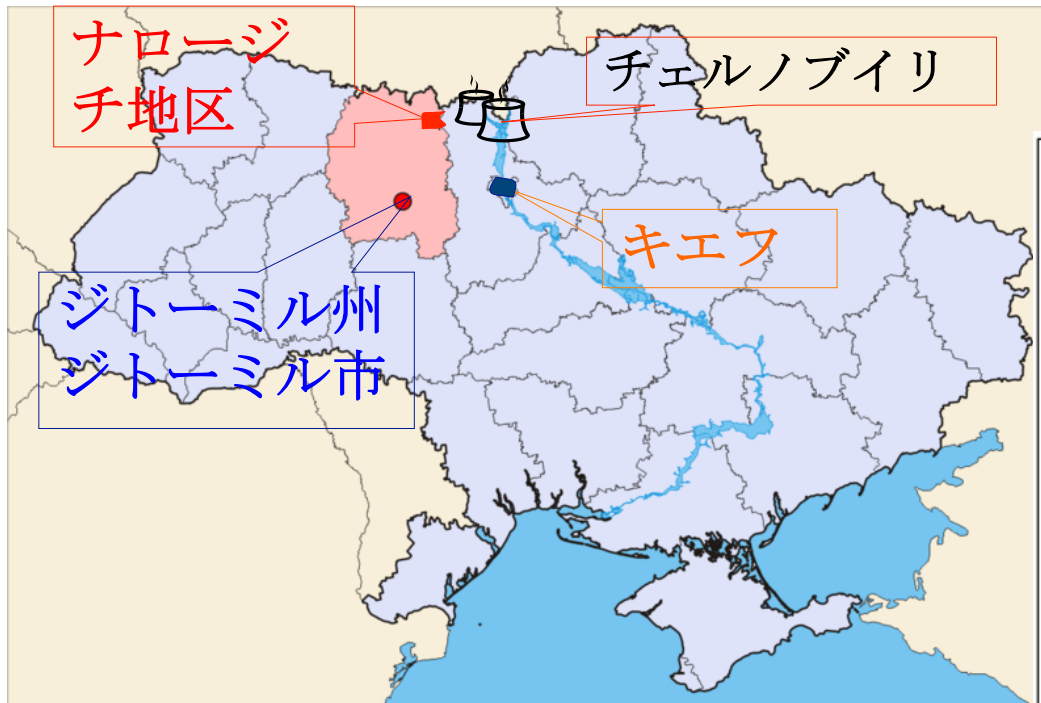 ナロージ
チ地区
チェルノブイリ
キエフ
ジトーミル州
ジトーミル市